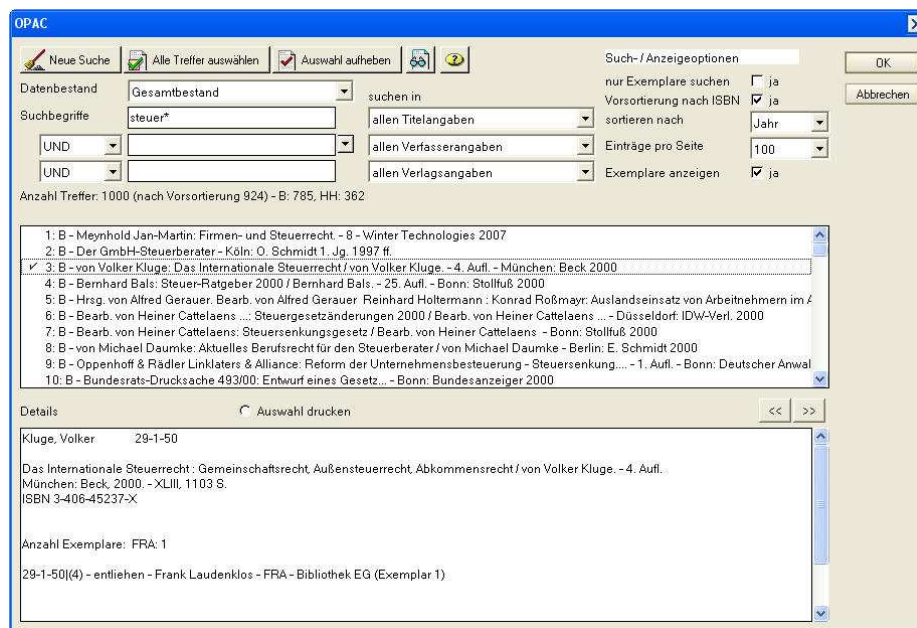 OPAC
Neue Suche Alle Treffer auswählen Auswahl aufheben Such-/Anzeigeoptionen OK
Datenbestand Gesamtbestand suchen in nur Exemplare suchen ja Abbrechen
Vorsortierung nach ISBN ja
Suchbegriffe steuer* allen Titelangaben sortieren nach Jahr
UND allen Verfasserangaben Einträge pro Seite 100
UND allen Verlagsangaben Exemplare anzeigen ja
Anzahl Treffer: 1000 (nach Vorsortierung 924) - B: 785, HH: 362
1: B - Meynhold Jan-Martin: Firmen- und Steuerrecht. - 8 - Winter Technologies 2007
2: B - Der GmbH-Steuerberater - Köln: O. Schmidt 1. Jg. 1997 ff.
3: B - von Volker Kluge: Das Internationale Steuerrecht / von Volker Kluge. - 4. Aufl. - München: Beck 2000
4: B - Bernhard Bals: Steuer-Ratgeber 2000 / Bernhard Bals. - 25. Aufl. - Bonn: Stollfuß 2000
5: B - Hrsg. von Alfred Gerauer. Bearb. von Alfred Gerauer Reinhard Holtermann : Konrad Roßmayr: Auslandseinsatz von Arbeitnehmern im A
6: B - Bearb. von Heiner Cattelaens ...: Steuergesetzänderungen 2000 / Bearb. von Heiner Cattelaens ... - Düsseldorf: IDW-Verl. 2000
7: B - Bearb. von Heiner Cattelaens: Steuersenkungsgesetz / Bearb. von Heiner Cattelaens - Bonn: Stollfuß 2000
8: B - von Michael Daumke: Aktuelles Berufsrecht für den Steuerberater / von Michael Daumke - Berlin: E. Schmidt 2000
9: B - Oppenhoff & Rädler Linklaters & Alliance: Reform der Unternehmensbesteuerung - Steuersenkung.... - 1. Aufl. - Bonn: Deutscher Anwal
10: B - Bundesrats-Drucksache 493/00: Entwurf eines Gesetz... - Bonn: Bundesanzeiger 2000
Details Auswahl drucken << >>
Kluge, Volker 29-1-50
Das Internationale Steuerrecht : Gemeinschaftsrecht, Außensteuerrecht, Abkommensrecht / von Volker Kluge. - 4. Aufl.
München: Beck, 2000. - XLIII, 1103 S.
ISBN 3-406-45237-X
Anzahl Exemplare: FRA: 1
29-1-50|(4) - entliehen - Frank Laudenklos - FRA - Bibliothek EG (Exemplar 1)